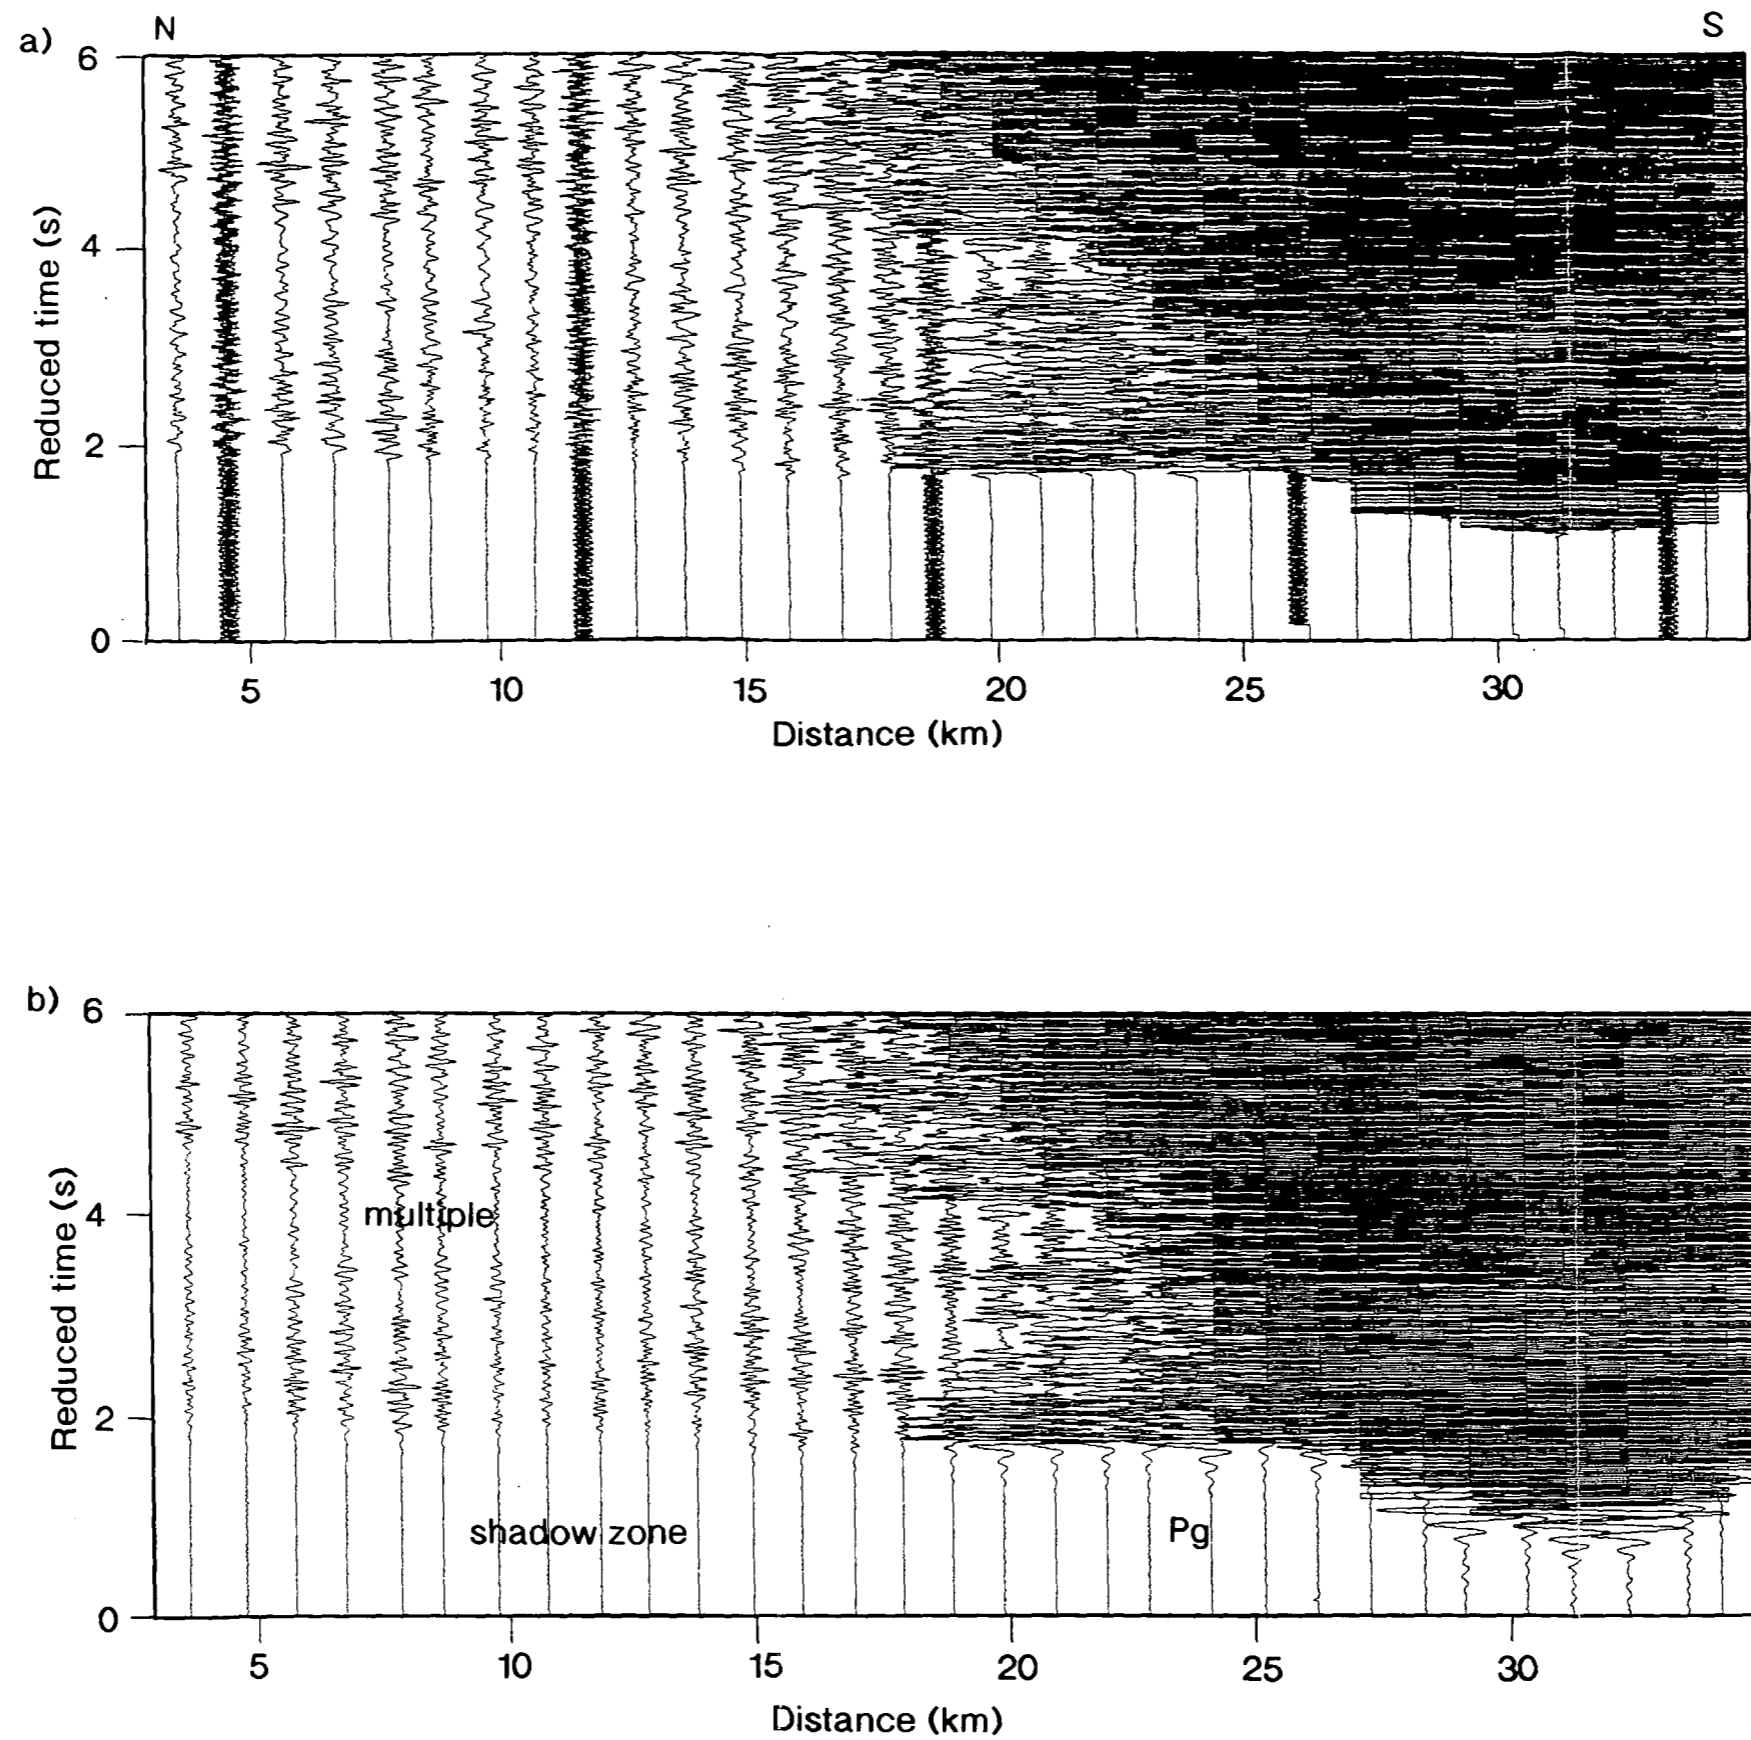 a)
N
S
6
4
2
0
Reduced time (s)
5 10 15 20 25 30
Distance (km)
b)
6
4
2
0
Reduced time (s)
multiple
shadow zone
Pg
5 10 15 20 25 30
Distance (km)